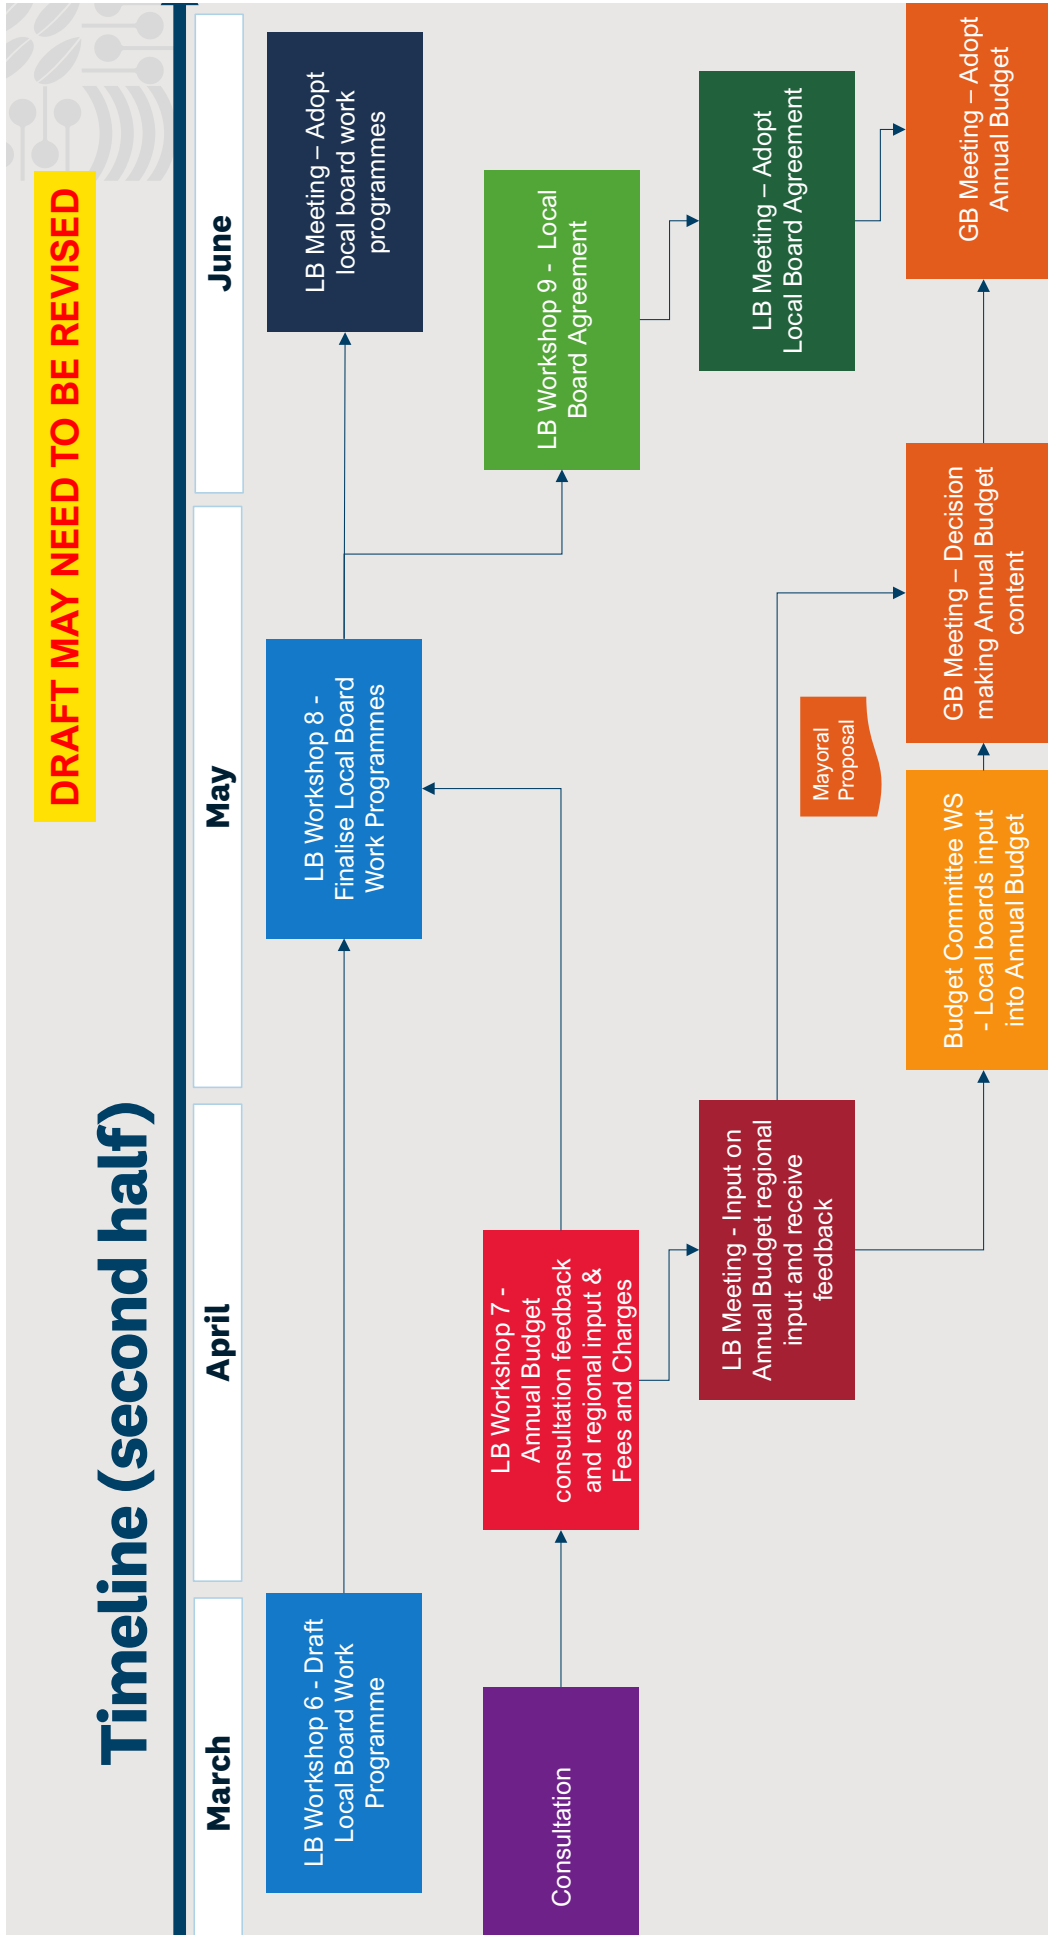 DRAFT MAY NEED TO BE REVISED
Timeline (second half)
March
April
May
June
LB Workshop 6 - Draft
Local Board Work
Programme
LB Workshop 8 -
Finalise Local Board
Work Programmes
LB Meeting – Adopt
local board work
programmes
Consultation
LB Workshop 7 -
Annual Budget
consultation feedback
and regional input &
Fees and Charges
LB Workshop 9 - Local
Board Agreement
LB Meeting - Input on
Annual Budget regional
input and receive
feedback
LB Meeting – Adopt
Local Board Agreement
Mayoral
Proposal
Budget Committee WS
- Local boards input
into Annual Budget
GB Meeting – Decision
making Annual Budget
content
GB Meeting – Adopt
Annual Budget